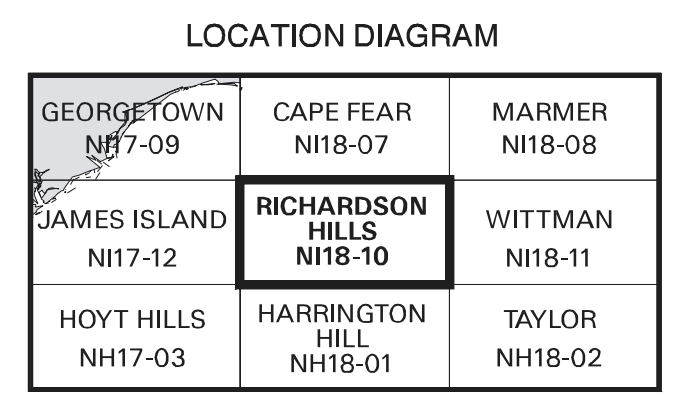 LOCATION DIAGRAM
GEORGETOWN
NI17-09
CAPE FEAR
NI18-07
MARMER
NI18-08
JAMES ISLAND
NI17-12
RICHARDSON
HILLS
NI18-10
WITTMAN
NI18-11
HOYT HILLS
NH17-03
HARRINGTON
HILL
NH18-01
TAYLOR
NH18-02